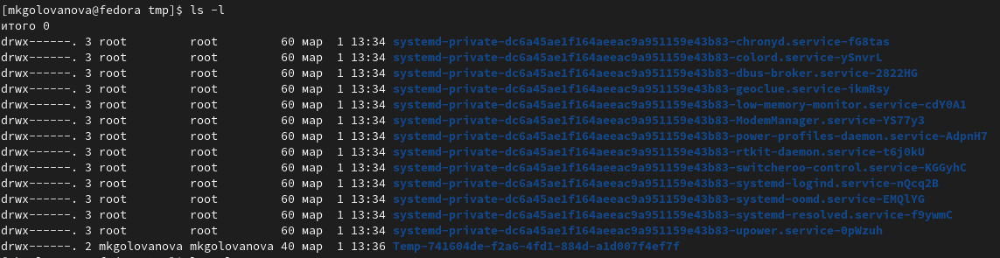 [mkgolovanova@fedora tmp]$ ls -l
итого 0
drwx------. 3 root         root         60 мар  1 13:34 systemd-private-dc6a45ae1f164aeeac9a951159e43b83-chronyd.service-fG8tas
drwx------. 3 root         root         60 мар  1 13:34 systemd-private-dc6a45ae1f164aeeac9a951159e43b83-colord.service-ySnvrL
drwx------. 3 root         root         60 мар  1 13:34 systemd-private-dc6a45ae1f164aeeac9a951159e43b83-dbus-broker.service-2822HG
drwx------. 3 root         root         60 мар  1 13:34 systemd-private-dc6a45ae1f164aeeac9a951159e43b83-geoclue.service-ikmRsy
drwx------. 3 root         root         60 мар  1 13:34 systemd-private-dc6a45ae1f164aeeac9a951159e43b83-low-memory-monitor.service-cdY0A1
drwx------. 3 root         root         60 мар  1 13:34 systemd-private-dc6a45ae1f164aeeac9a951159e43b83-ModemManager.service-YS77y3
drwx------. 3 root         root         60 мар  1 13:34 systemd-private-dc6a45ae1f164aeeac9a951159e43b83-power-profiles-daemon.service-AdpnH7
drwx------. 3 root         root         60 мар  1 13:34 systemd-private-dc6a45ae1f164aeeac9a951159e43b83-rtkit-daemon.service-t6j0kU
drwx------. 3 root         root         60 мар  1 13:34 systemd-private-dc6a45ae1f164aeeac9a951159e43b83-switcheroo-control.service-KGGyhC
drwx------. 3 root         root         60 мар  1 13:34 systemd-private-dc6a45ae1f164aeeac9a951159e43b83-systemd-logind.service-nQcq2B
drwx------. 3 root         root         60 мар  1 13:34 systemd-private-dc6a45ae1f164aeeac9a951159e43b83-systemd-oomd.service-EMQlYG
drwx------. 3 root         root         60 мар  1 13:34 systemd-private-dc6a45ae1f164aeeac9a951159e43b83-systemd-resolved.service-f9ywmC
drwx------. 3 root         root         60 мар  1 13:34 systemd-private-dc6a45ae1f164aeeac9a951159e43b83-upower.service-0pWzuh
drwx------. 2 mkgolovanova mkgolovanova 40 мар  1 13:36 Temp-741604de-f2a6-4fd1-884d-a1d007f4ef7f